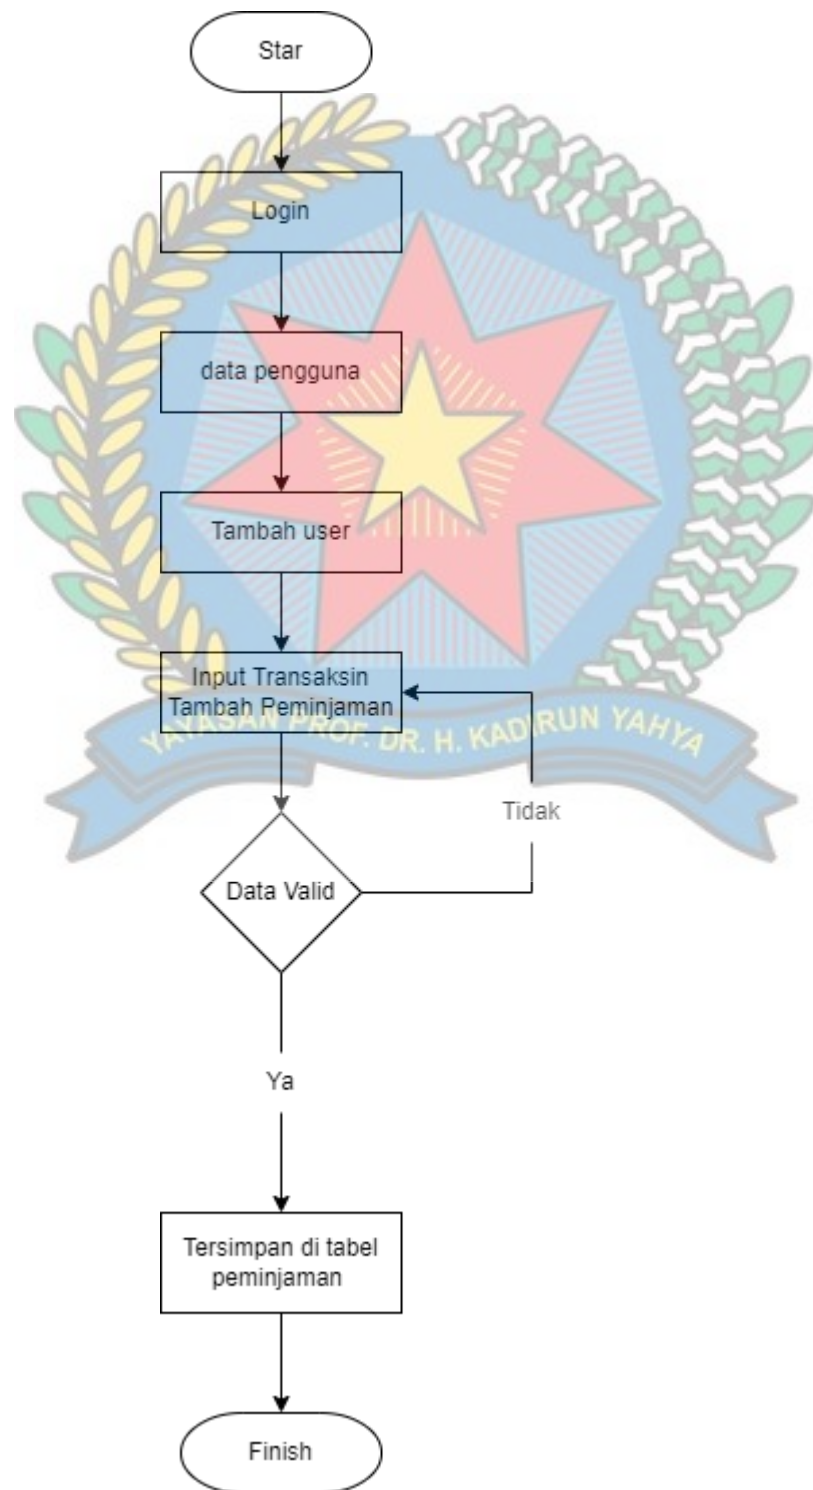 Star
Login
data pengguna
Tambah user
Input Transaksin
Tambah Peminjaman
YAYASAN PROF. DR. H. KADIRUN YAHYA
Tidak
Data Valid
Ya
Tersimpan di tabel
peminjaman
Finish